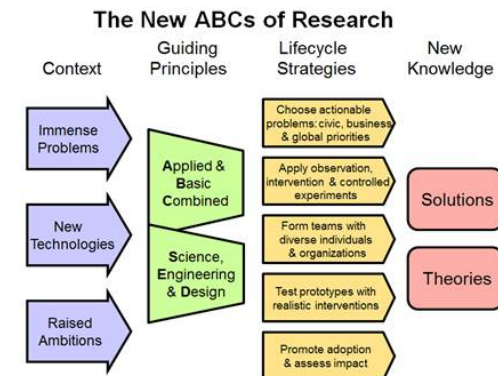 The New ABCs of Research
Context
Guiding
Principles
Lifecycle
Strategies
New
Knowledge
Immense
Problems
New
Technologies
Raised
Ambitions
Applied &
Basic
Combined
Science,
Engineering
& Design
Choose actionable
problems: civic, business
& global priorities
Apply observation,
intervention & controlled
experiments
Form teams with
diverse individuals
& organizations
Test prototypes with
realistic interventions
Promote adoption
& assess impact
Solutions
Theories